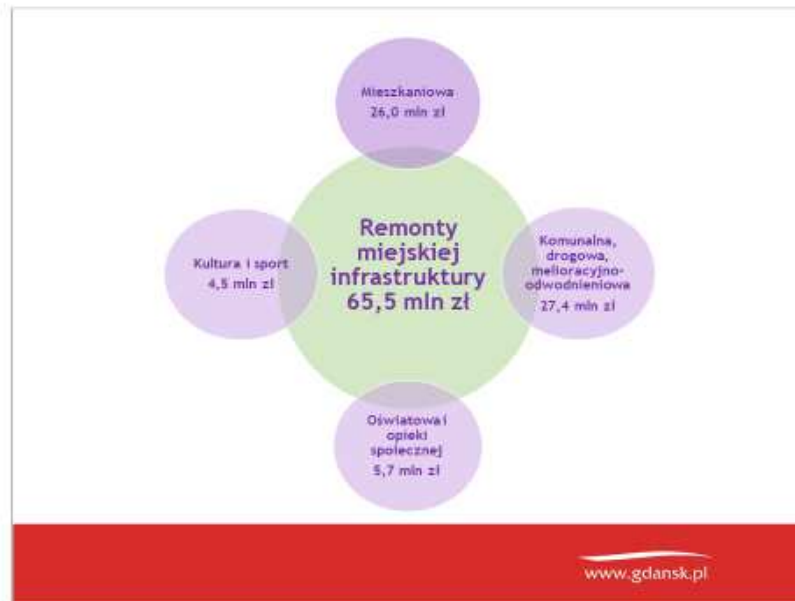 Mieszkaniowa
26,0 mln zł
Remonty
miejskiej
infrastruktury
65,5 mln zł
Kultura i sport
4,5 mln zł
Komunalna,
drogowa,
melioracyjno-
odwodnieniowa
27,4 mln zł
Oświatowa i
opieki
społecznej
5,7 mln zł
www.gdansk.pl